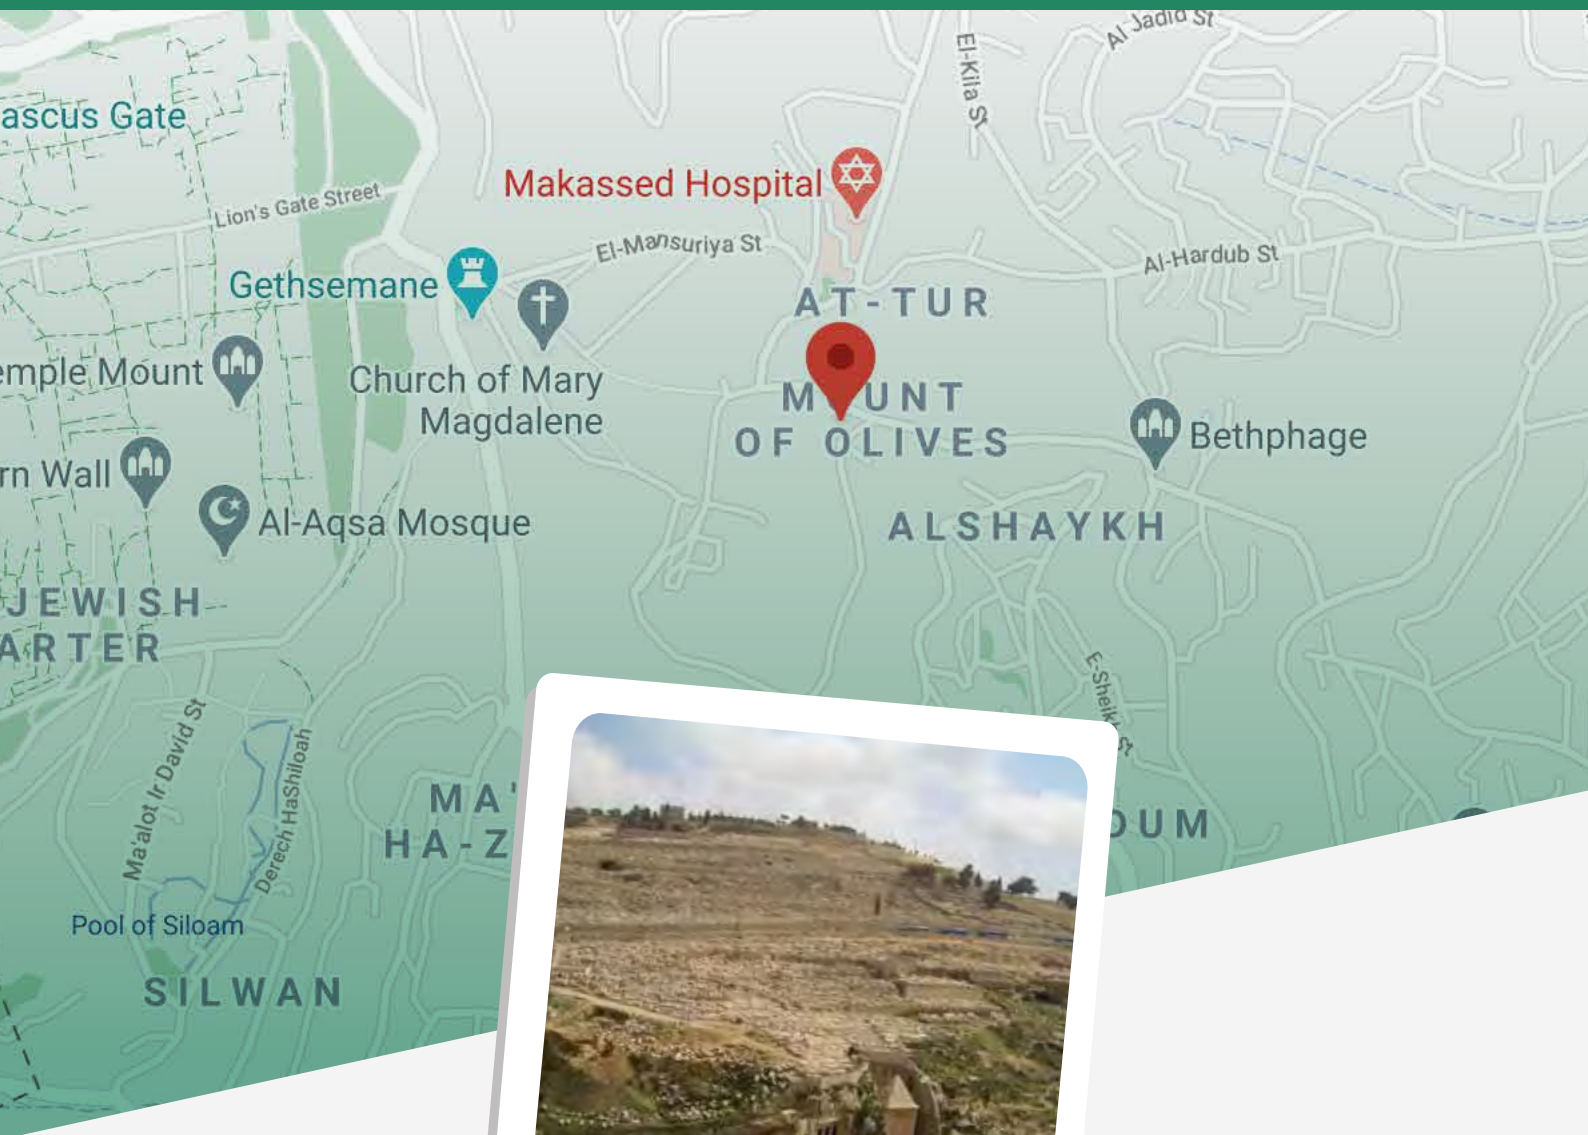 Al-Jadid St
El-Kila St
ascus Gate
Makassed Hospital
Lion's Gate Street
El-Mansuriya St
Al-Hardub St
Gethsemane
AT-TUR
emple Mount
Church of Mary
Magdalene
MOUNT
OF OLIVES
Bethphage
rn Wall
Al-Aqsa Mosque
ALSHAYKH
JEWISH
ARTER
E-Sheikh St
Ma'alot Ir David St
Derech HaShiloah
MA'
HA-Z
OUM
Pool of Siloam
SILWAN